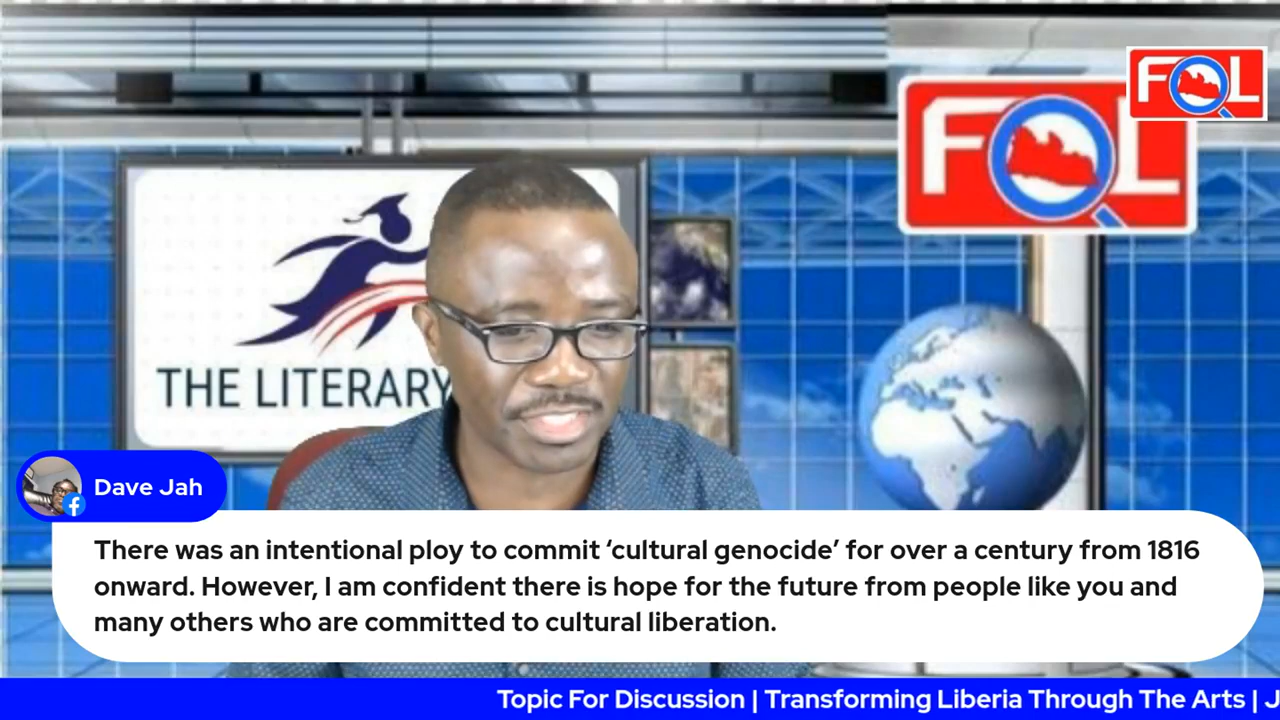 FOL
FOL
THE LITERARY
Dave Jah
There was an intentional ploy to commit ‘cultural genocide’ for over a century from 1816
onward. However, I am confident there is hope for the future from people like you and
many others who are committed to cultural liberation.
Topic For Discussion | Transforming Liberia Through The Arts | J